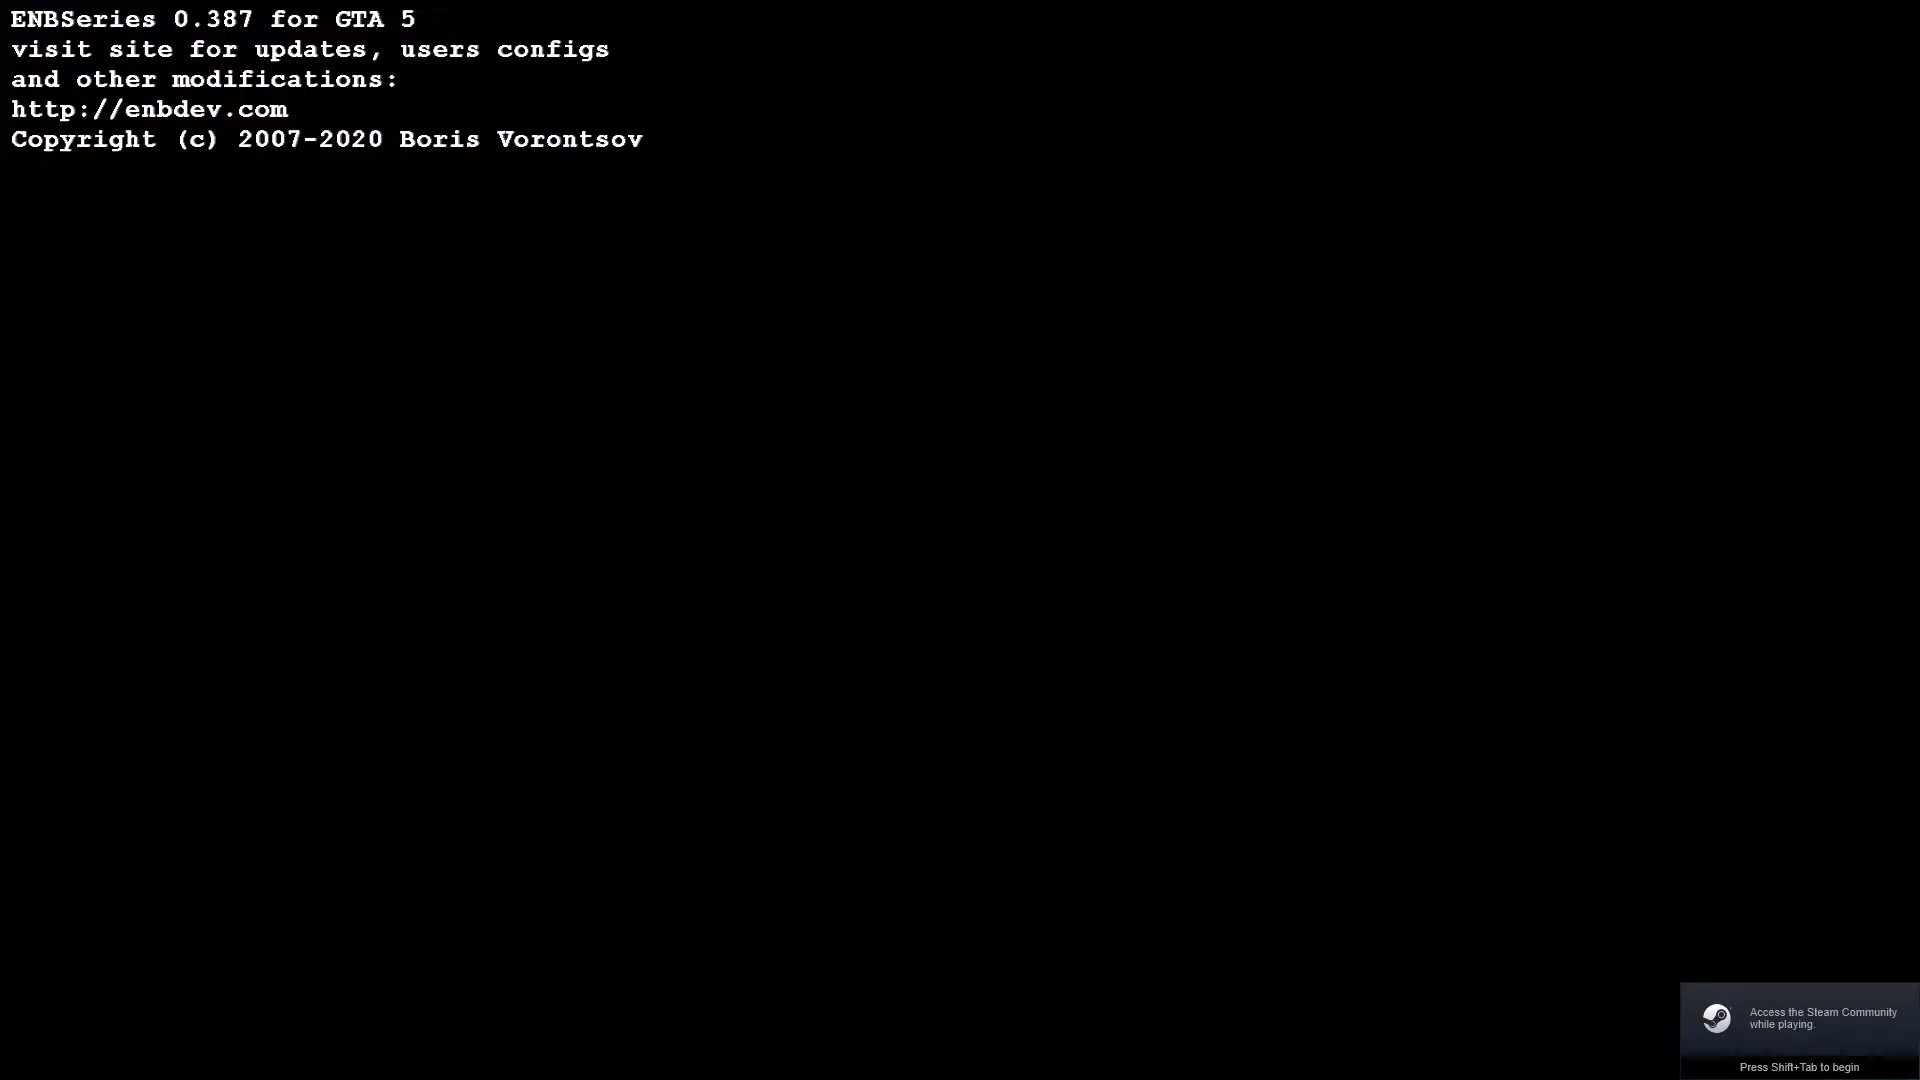 ENBSeries 0.387 for GTA 5
visit site for updates, users configs
and other modifications:
http://enbdev.com
Copyright (c) 2007-2020 Boris Vorontsov
Access the Steam Community
while playing.
Press Shift+Tab to begin